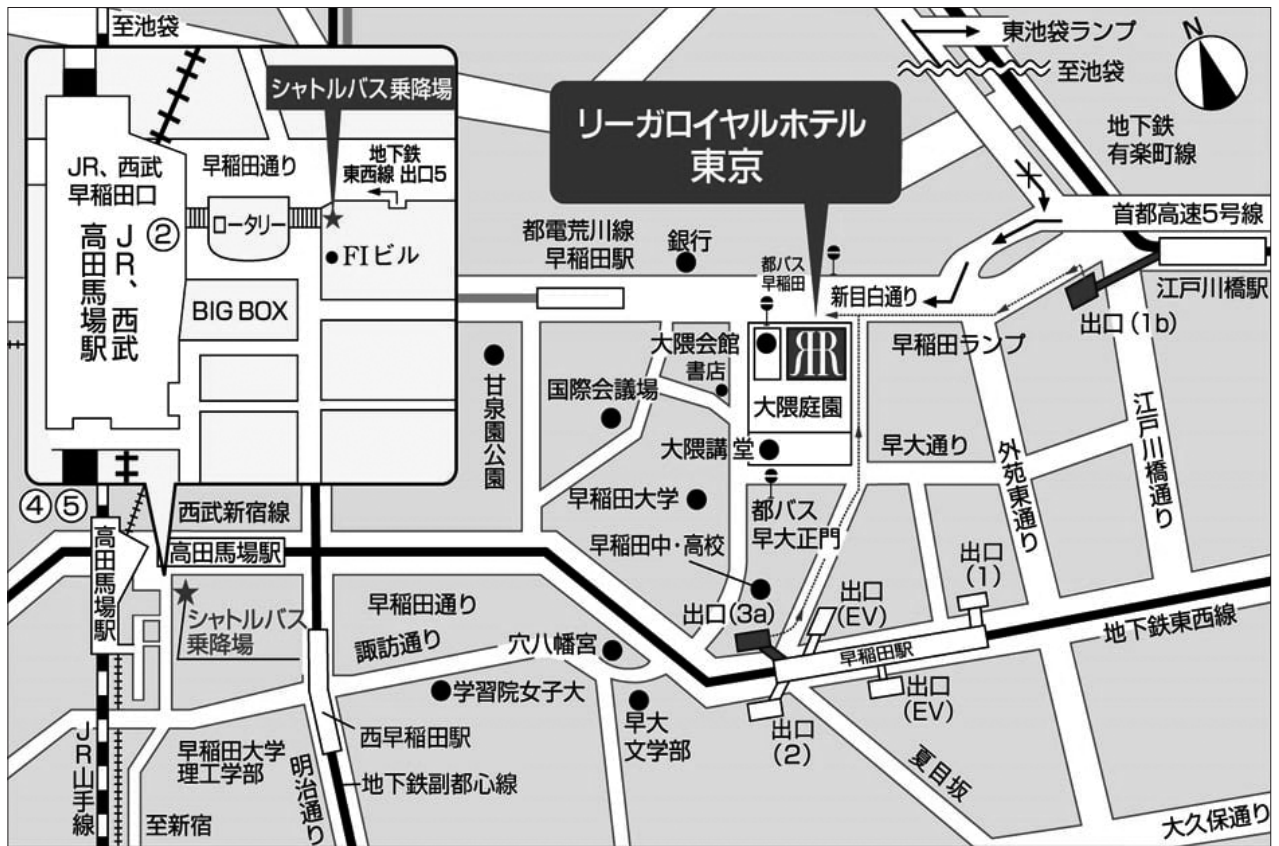 至池袋
シャトルバス乗降場
JR、西武
早稲田口
JR、西武
高田馬場駅
②
早稲田通り
地下鉄
東西線 出口5
ロータリー
FIビル
BIG BOX
④⑤
リーガロイヤルホテル
東京
東池袋ランプ
至池袋
N
地下鉄
有楽町線
首都高速5号線
江戸川橋駅
出口(1b)
都電荒川線
早稲田駅
銀行
都バス
早稲田
新目白通り
早稲田ランプ
大隈会館
書店
RR
大隈庭園
国際会議場
甘泉園公園
大隈講堂
早大通り
外苑東通り
江戸川橋通り
早稲田大学
都バス
早大正門
早稲田中・高校
西武新宿線
高田馬場駅
高田馬場駅
シャトルバス
乗降場
早稲田通り
諏訪通り
穴八幡宮
出口(3a)
出口
(EV)
出口
(1)
早稲田駅
地下鉄東西線
出口
(EV)
出口
(2)
学習院女子大
早大
文学部
西早稲田駅
早稲田大学
理工学部
明治通り
地下鉄副都心線
JR山手線
至新宿
夏目坂
大久保通り